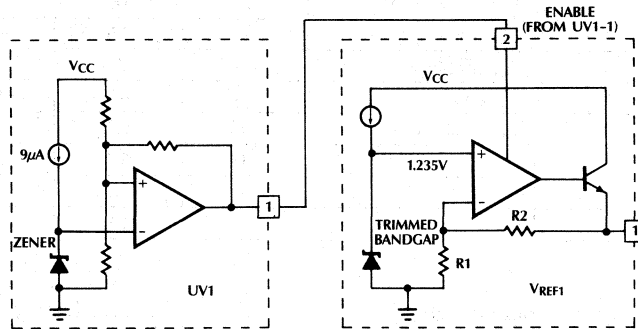 ENABLE
(FROM UV1-1)
2
VCC
VCC
9µA
+
1.235V
+
−
1
−
ZENER
TRIMMED
BANDGAP
R2
1
R1
UV1
VREF1